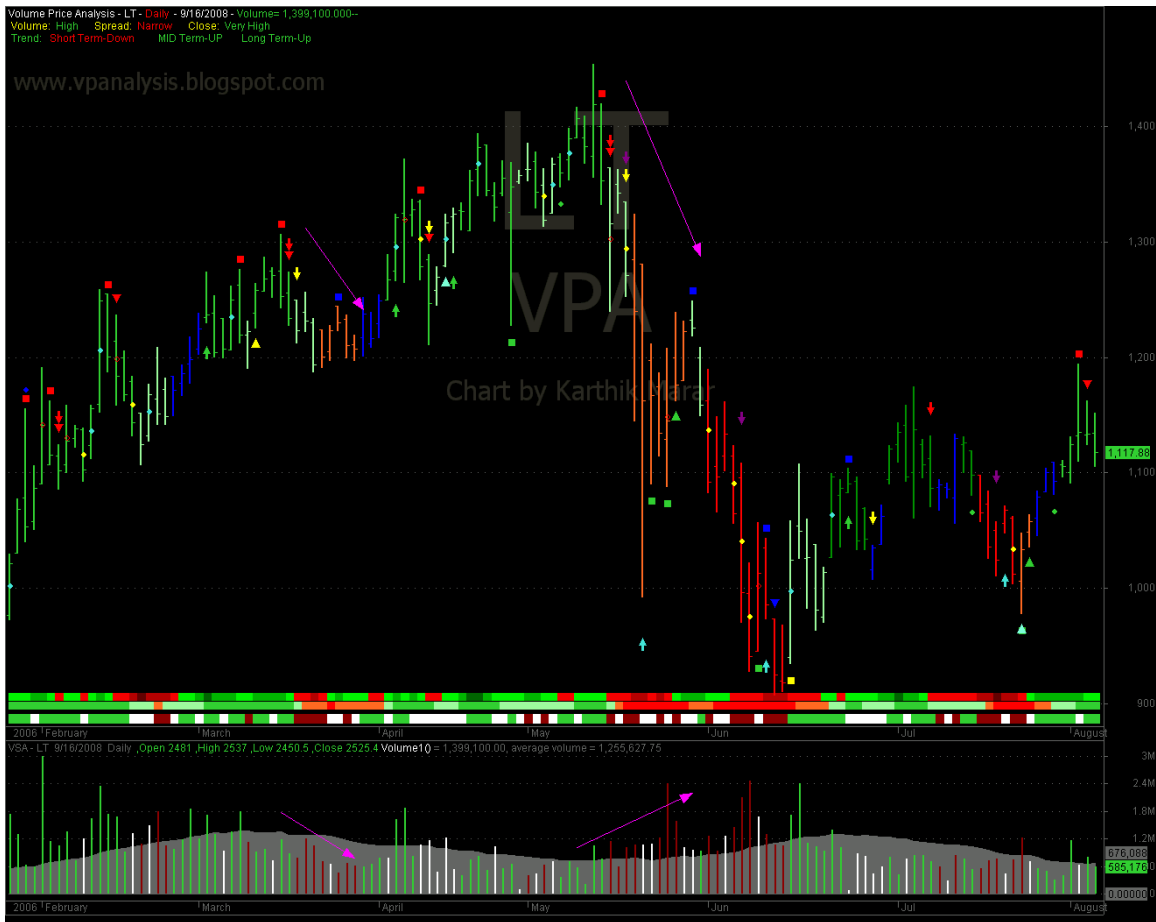 Volume Price Analysis - LT - Daily - 9/16/2008 - Volume= 1,399,100.000--
Volume: High Spread: Narrow Close: Very High
Trend: Short Term-Down MID Term-UP Long Term-Up
www.vpanalysis.blogspot.com
LT
VPA
Chart by Karthik Marar
1,400
1,300
1,200
1,117.88
1,100
1,000
900
2006 February March April May Jun Jul August
VSA - LT 9/16/2008 Daily ,Open 2481 ,High 2537 ,Low 2450.5 ,Close 2525.4 Volume1() = 1,399,100.00, average volume = 1,255,627.75
3M
2.4M
1.8M
1.2M
676,088
585,176
0.00000
2006 February March April May Jun Jul August